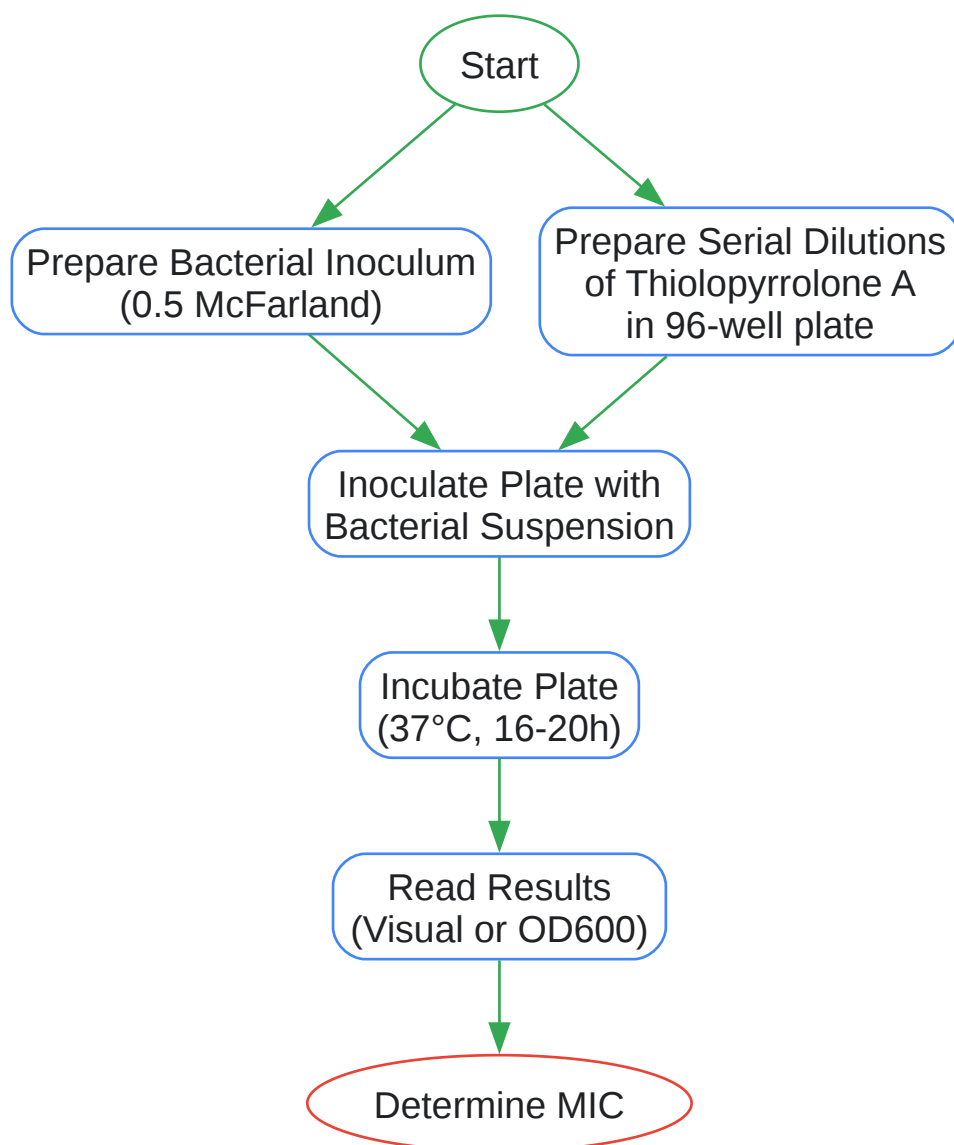 Start
Prepare Bacterial Inoculum
(0.5 McFarland)
Prepare Serial Dilutions
of Thiolopyrrolone A
in 96-well plate
Inoculate Plate with
Bacterial Suspension
Incubate Plate
(37°C, 16-20h)
Read Results
(Visual or OD600)
Determine MIC